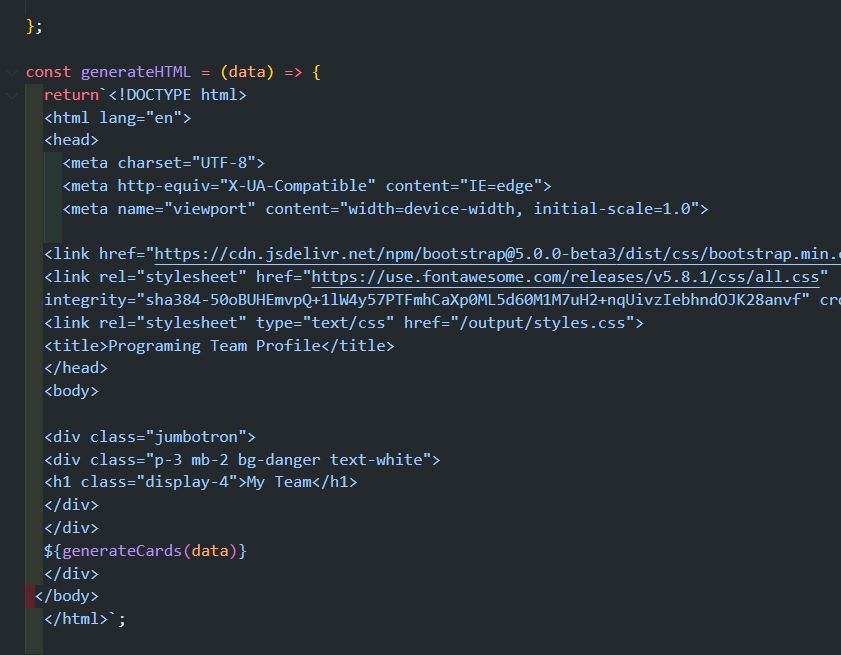 };
const generateHTML = (data) => {
return`<!DOCTYPE html>
<html lang="en">
<head>
<meta charset="UTF-8">
<meta http-equiv="X-UA-Compatible" content="IE=edge">
<meta name="viewport" content="width=device-width, initial-scale=1.0">
<link href="https://cdn.jsdelivr.net/npm/bootstrap@5.0.0-beta3/dist/css/bootstrap.min.c
<link rel="stylesheet" href="https://use.fontawesome.com/releases/v5.8.1/css/all.css"
integrity="sha384-50oBUHEmvpQ+1lW4y57PTFmhCaXp0ML5d60M1M7uH2+nqUivzIebhndOJK28anvf" cro
<link rel="stylesheet" type="text/css" href="/output/styles.css">
<title>Programing Team Profile</title>
</head>
<body>
<div class="jumbotron">
<div class="p-3 mb-2 bg-danger text-white">
<h1 class="display-4">My Team</h1>
</div>
</div>
${generateCards(data)}
</div>
</body>
</html>`;